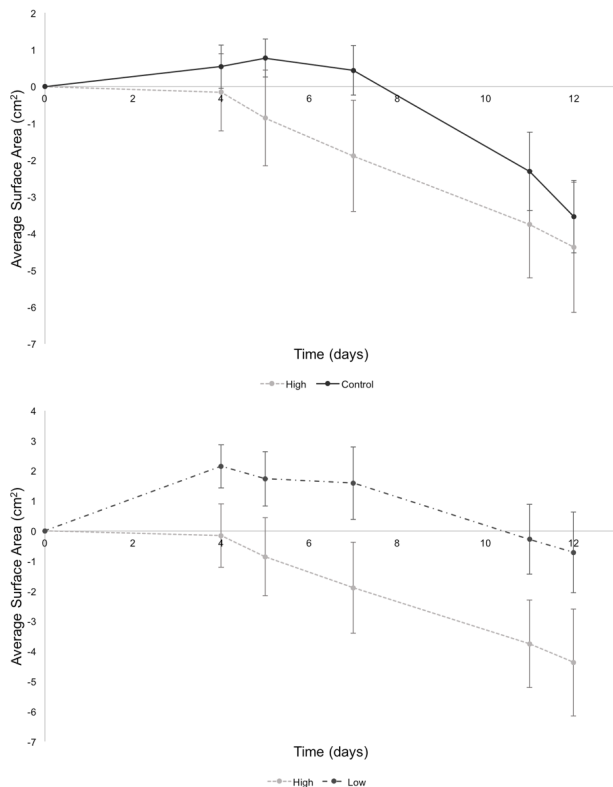 2
1
0
0 2 4 6 8 10 12
-1
-2
-3
-4
-5
-6
-7
Average Surface Area (cm²)
Time (days)
High Control
4
3
2
1
0
0 2 4 6 8 10 12
-1
-2
-3
-4
-5
-6
-7
Average Surface Area (cm²)
Time (days)
High Low